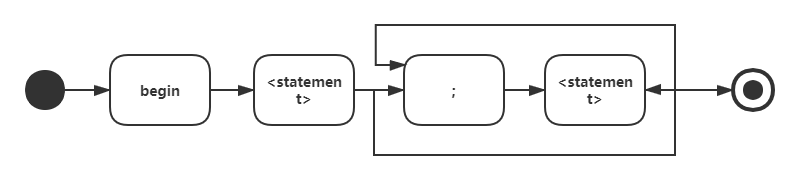 begin
<statemen
t>
;
<statemen
t>